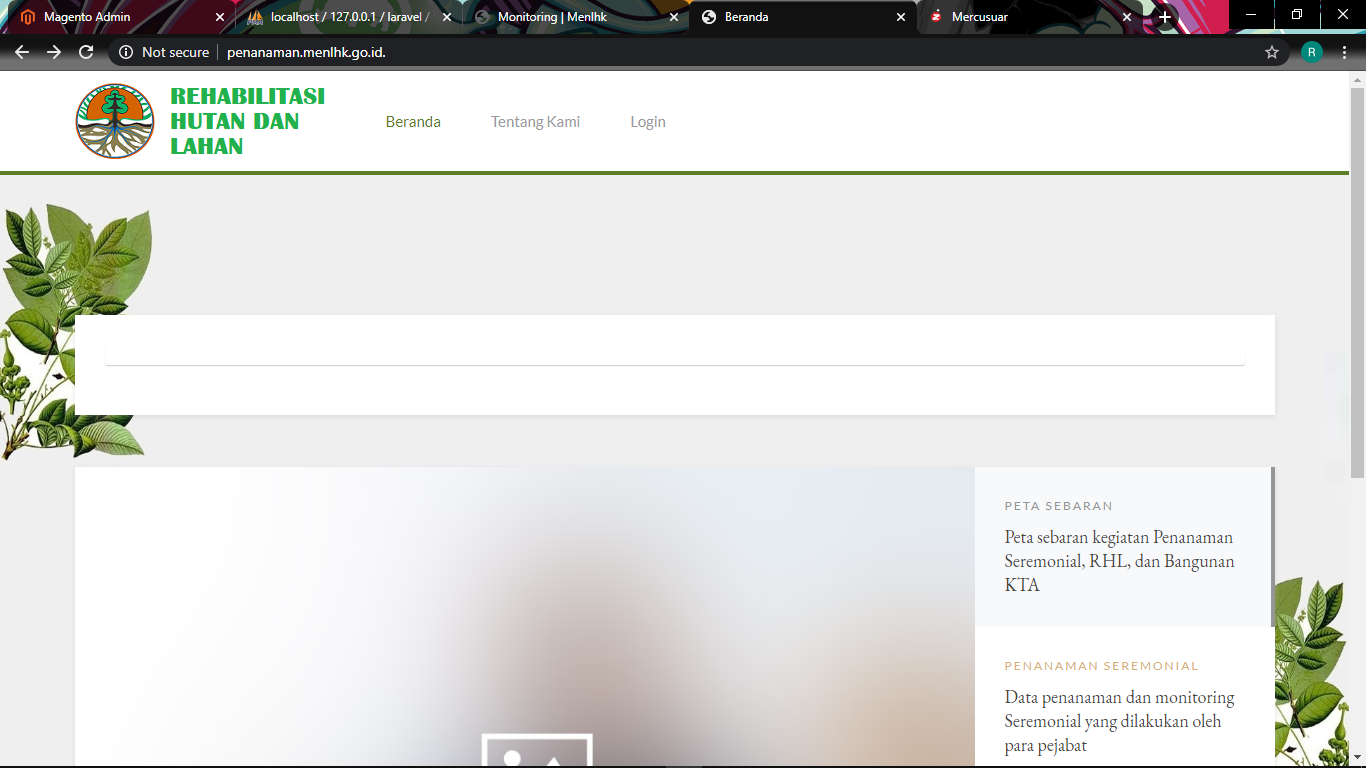 Magento Admin
localhost / 127.0.0.1 / laravel /
Monitoring | Menlhk
Beranda
Mercusuar
Not secure
penanaman.menlhk.go.id.
R
REHABILITASI
HUTAN DAN
LAHAN
Beranda
Tentang Kami
Login
PETA SEBARAN
Peta sebaran kegiatan Penanaman
Seremonial, RHL, dan Bangunan
KTA
PENANAMAN SEREMONIAL
Data penanaman dan monitoring
Seremonial yang dilakukan oleh
para pejabat